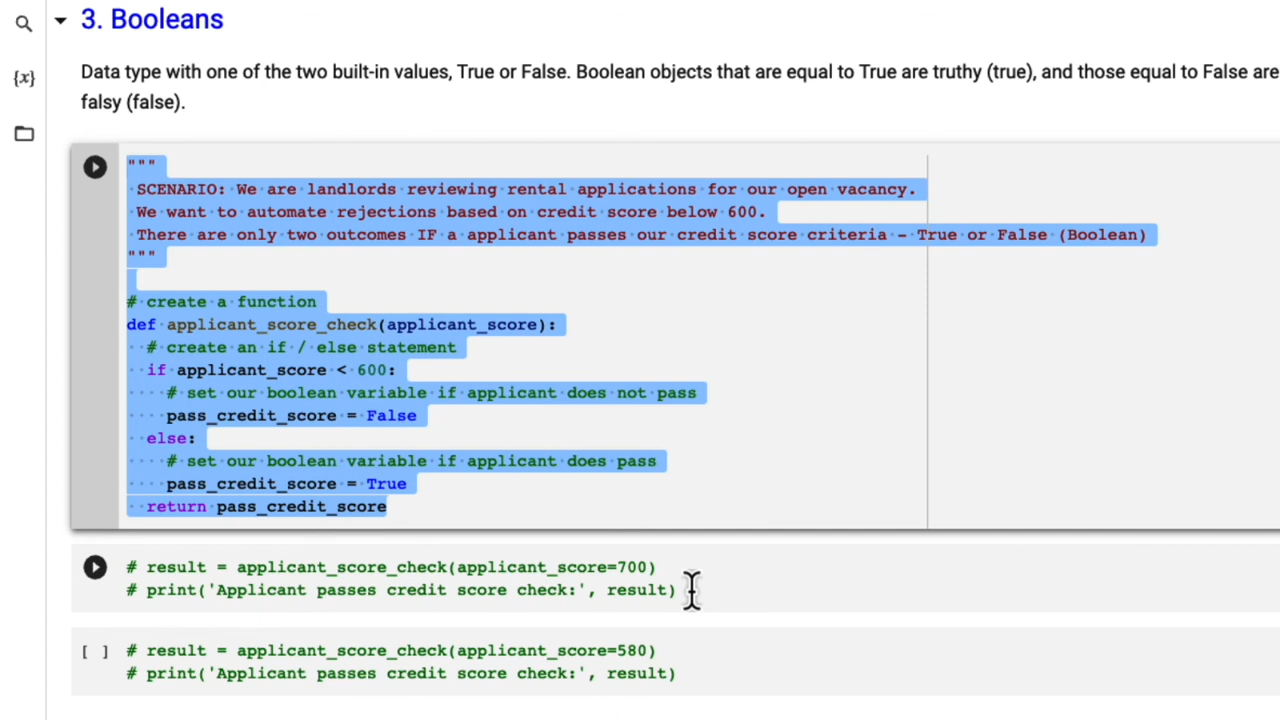 3. Booleans
{x}
Data type with one of the two built-in values, True or False. Boolean objects that are equal to True are truthy (true), and those equal to False are
falsy (false).
"""
SCENARIO: We are landlords reviewing rental applications for our open vacancy.
We want to automate rejections based on credit score below 600.
There are only two outcomes IF a applicant passes our credit score criteria - True or False (Boolean)
"""
# create a function
def applicant_score_check(applicant_score):
  # create an if / else statement
  if applicant_score < 600:
    # set our boolean variable if applicant does not pass
    pass_credit_score = False
  else:
    # set our boolean variable if applicant does pass
    pass_credit_score = True
  return pass_credit_score
# result = applicant_score_check(applicant_score=700)
# print('Applicant passes credit score check:', result)
[ ] # result = applicant_score_check(applicant_score=580)
# print('Applicant passes credit score check:', result)